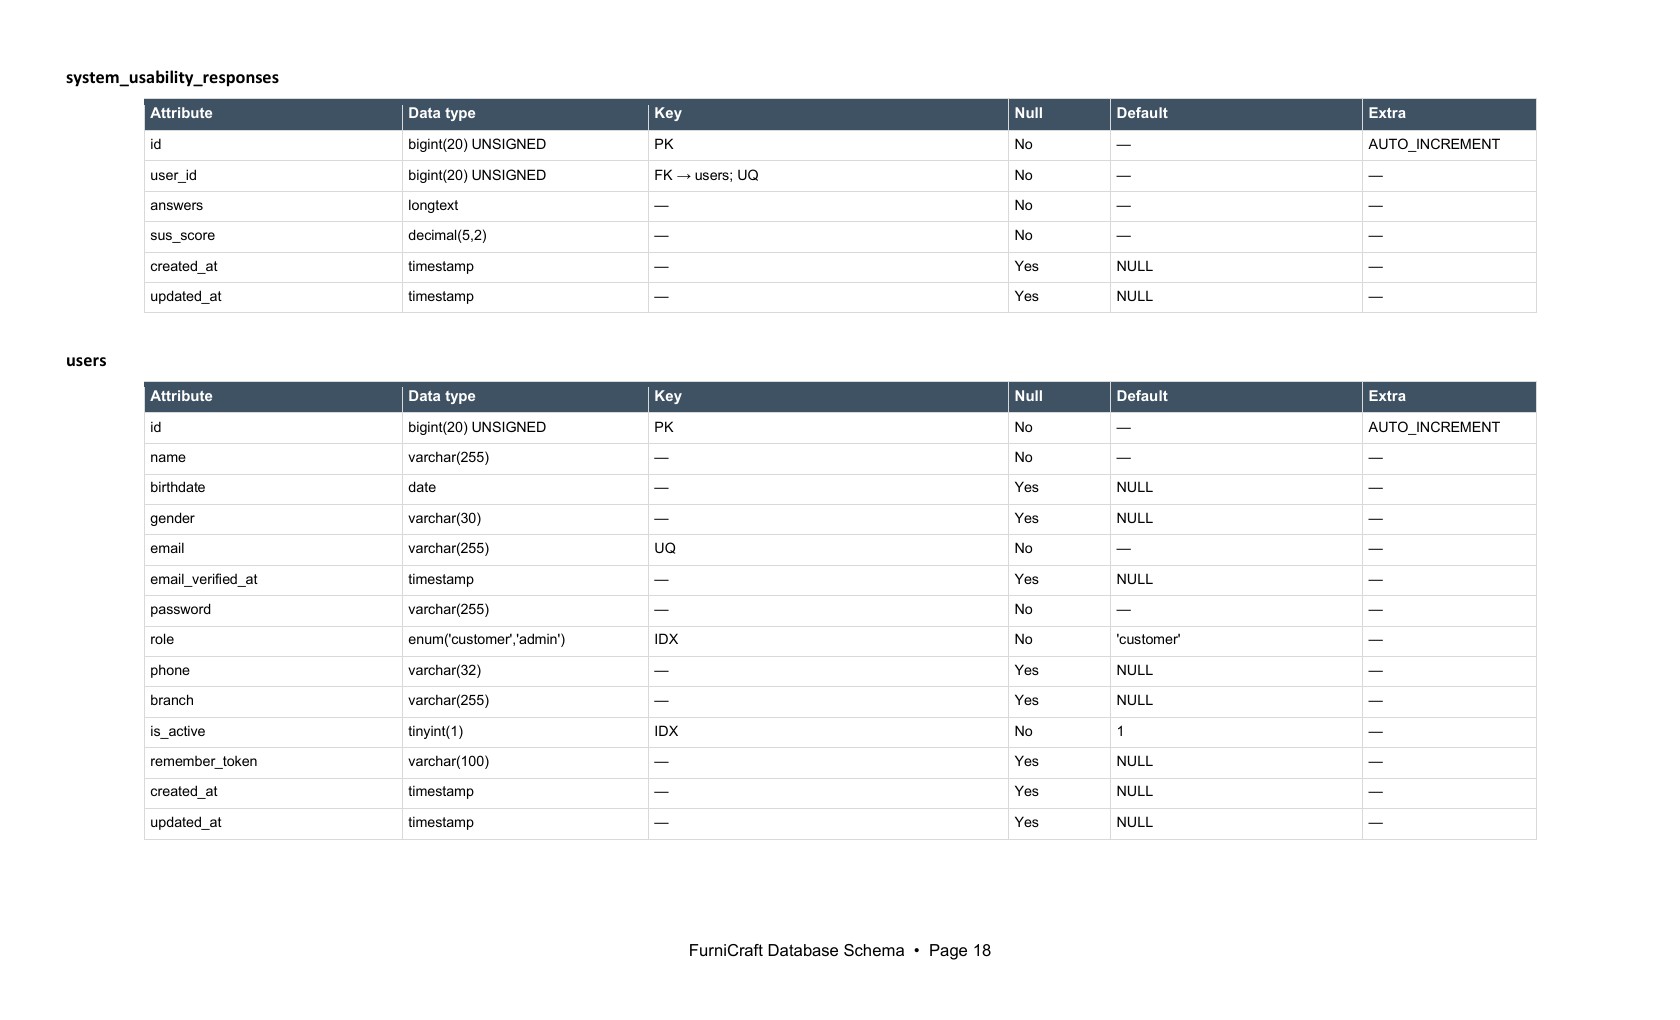 system_usability_responses
Attribute Data type Key Null Default Extra
id bigint(20) UNSIGNED PK No — AUTO_INCREMENT
user_id bigint(20) UNSIGNED FK → users; UQ No — —
answers longtext — No — —
sus_score decimal(5,2) — No — —
created_at timestamp — Yes NULL —
updated_at timestamp — Yes NULL —
users
Attribute Data type Key Null Default Extra
id bigint(20) UNSIGNED PK No — AUTO_INCREMENT
name varchar(255) — No — —
birthdate date — Yes NULL —
gender varchar(30) — Yes NULL —
email varchar(255) UQ No — —
email_verified_at timestamp — Yes NULL —
password varchar(255) — No — —
role enum('customer','admin') IDX No 'customer' —
phone varchar(32) — Yes NULL —
branch varchar(255) — Yes NULL —
is_active tinyint(1) IDX No 1 —
remember_token varchar(100) — Yes NULL —
created_at timestamp — Yes NULL —
updated_at timestamp — Yes NULL —
FurniCraft Database Schema • Page 18